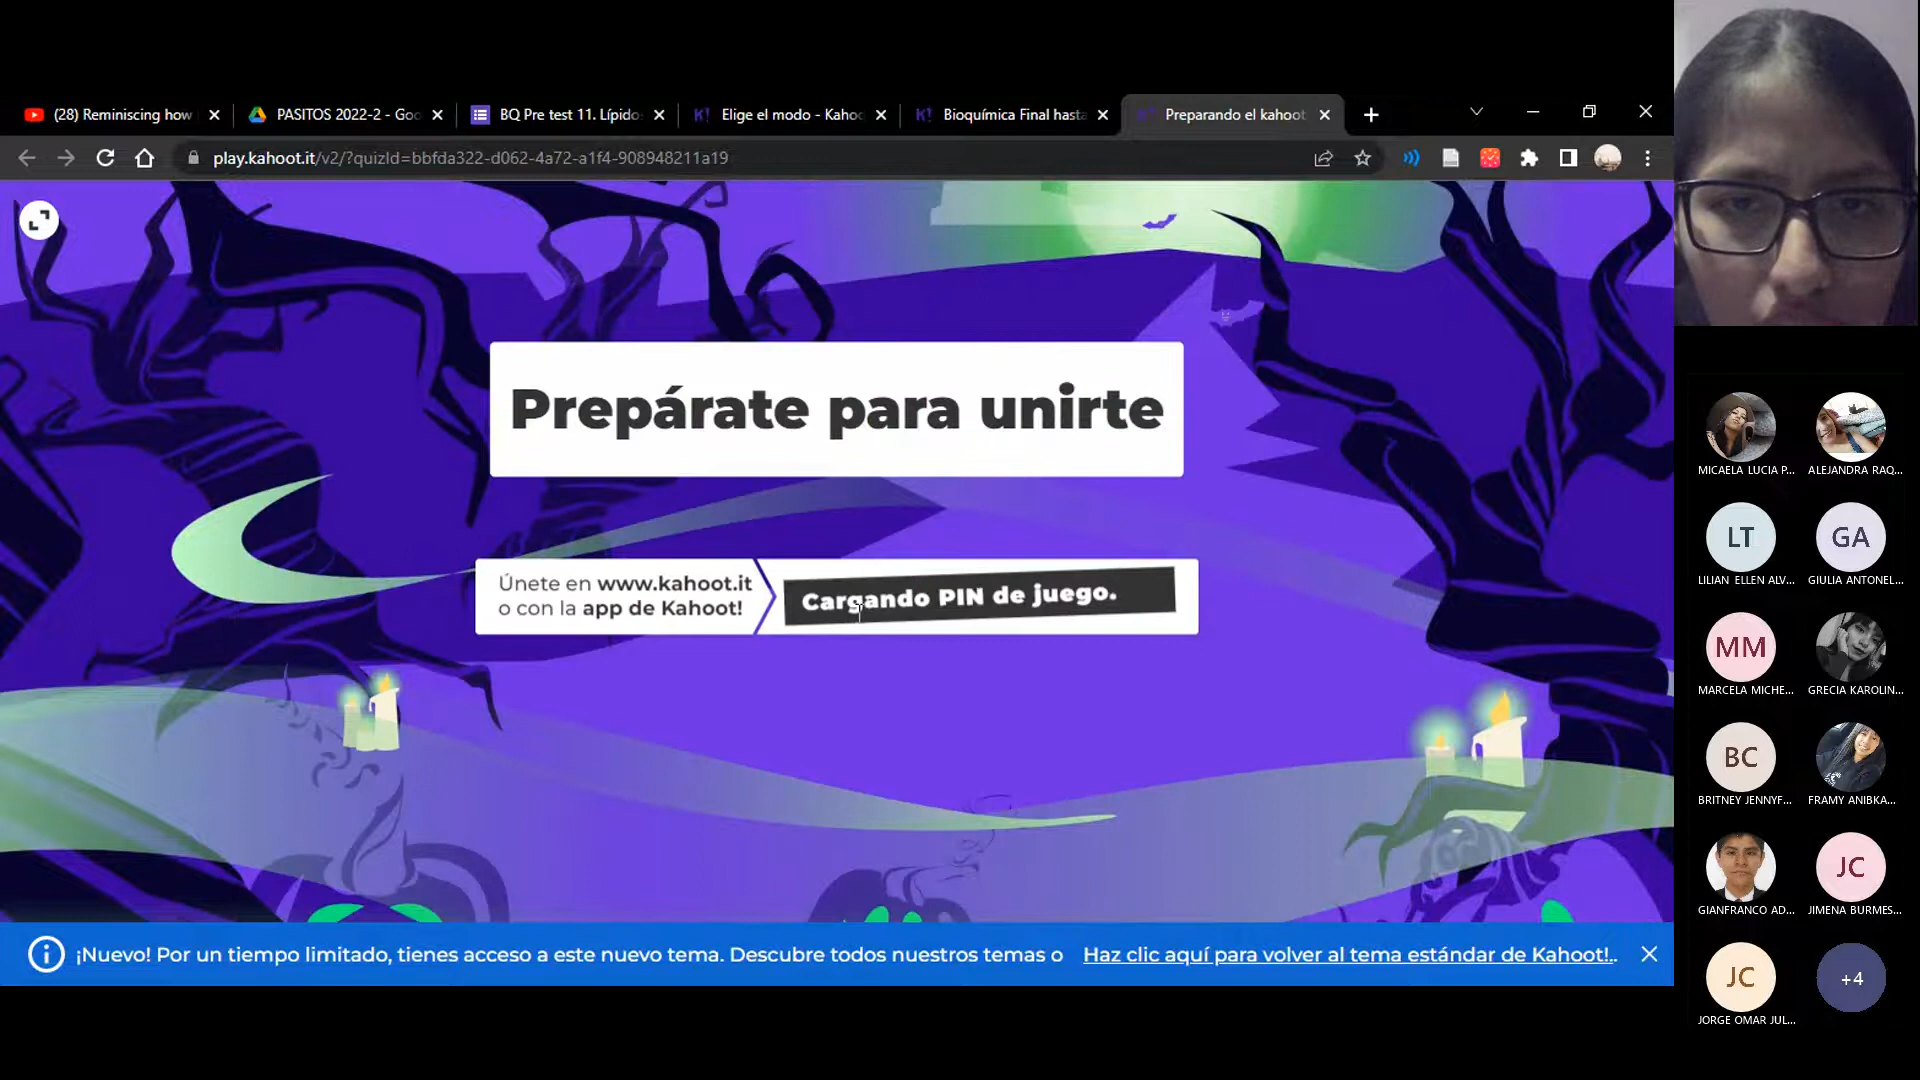 (28) Reminiscing how
PASITOS 2022-2 - Goo
BQ Pre test 11. Lípido
K! Elige el modo - Kahoo
K! Bioquímica Final hasta
Preparando el kahoot
play.kahoot.it/v2/?quizId=bbfda322-d062-4a72-a1f4-908948211a19
Prepárate para unirte
Únete en www.kahoot.it
o con la app de Kahoot!
Cargando PIN de juego.
¡Nuevo! Por un tiempo limitado, tienes acceso a este nuevo tema. Descubre todos nuestros temas o Haz clic aquí para volver al tema estándar de Kahoot!..
MICAELA LUCIA P...
ALEJANDRA RAQ...
LT
GA
LILIAN ELLEN ALV...
GIULIA ANTONEL...
MM
MARCELA MICHE...
GRECIA KAROLIN...
BC
BRITNEY JENNYF...
FRAMY ANIBKA...
JC
GIANFRANCO AD...
JIMENA BURMES...
JC
+4
JORGE OMAR JUL...